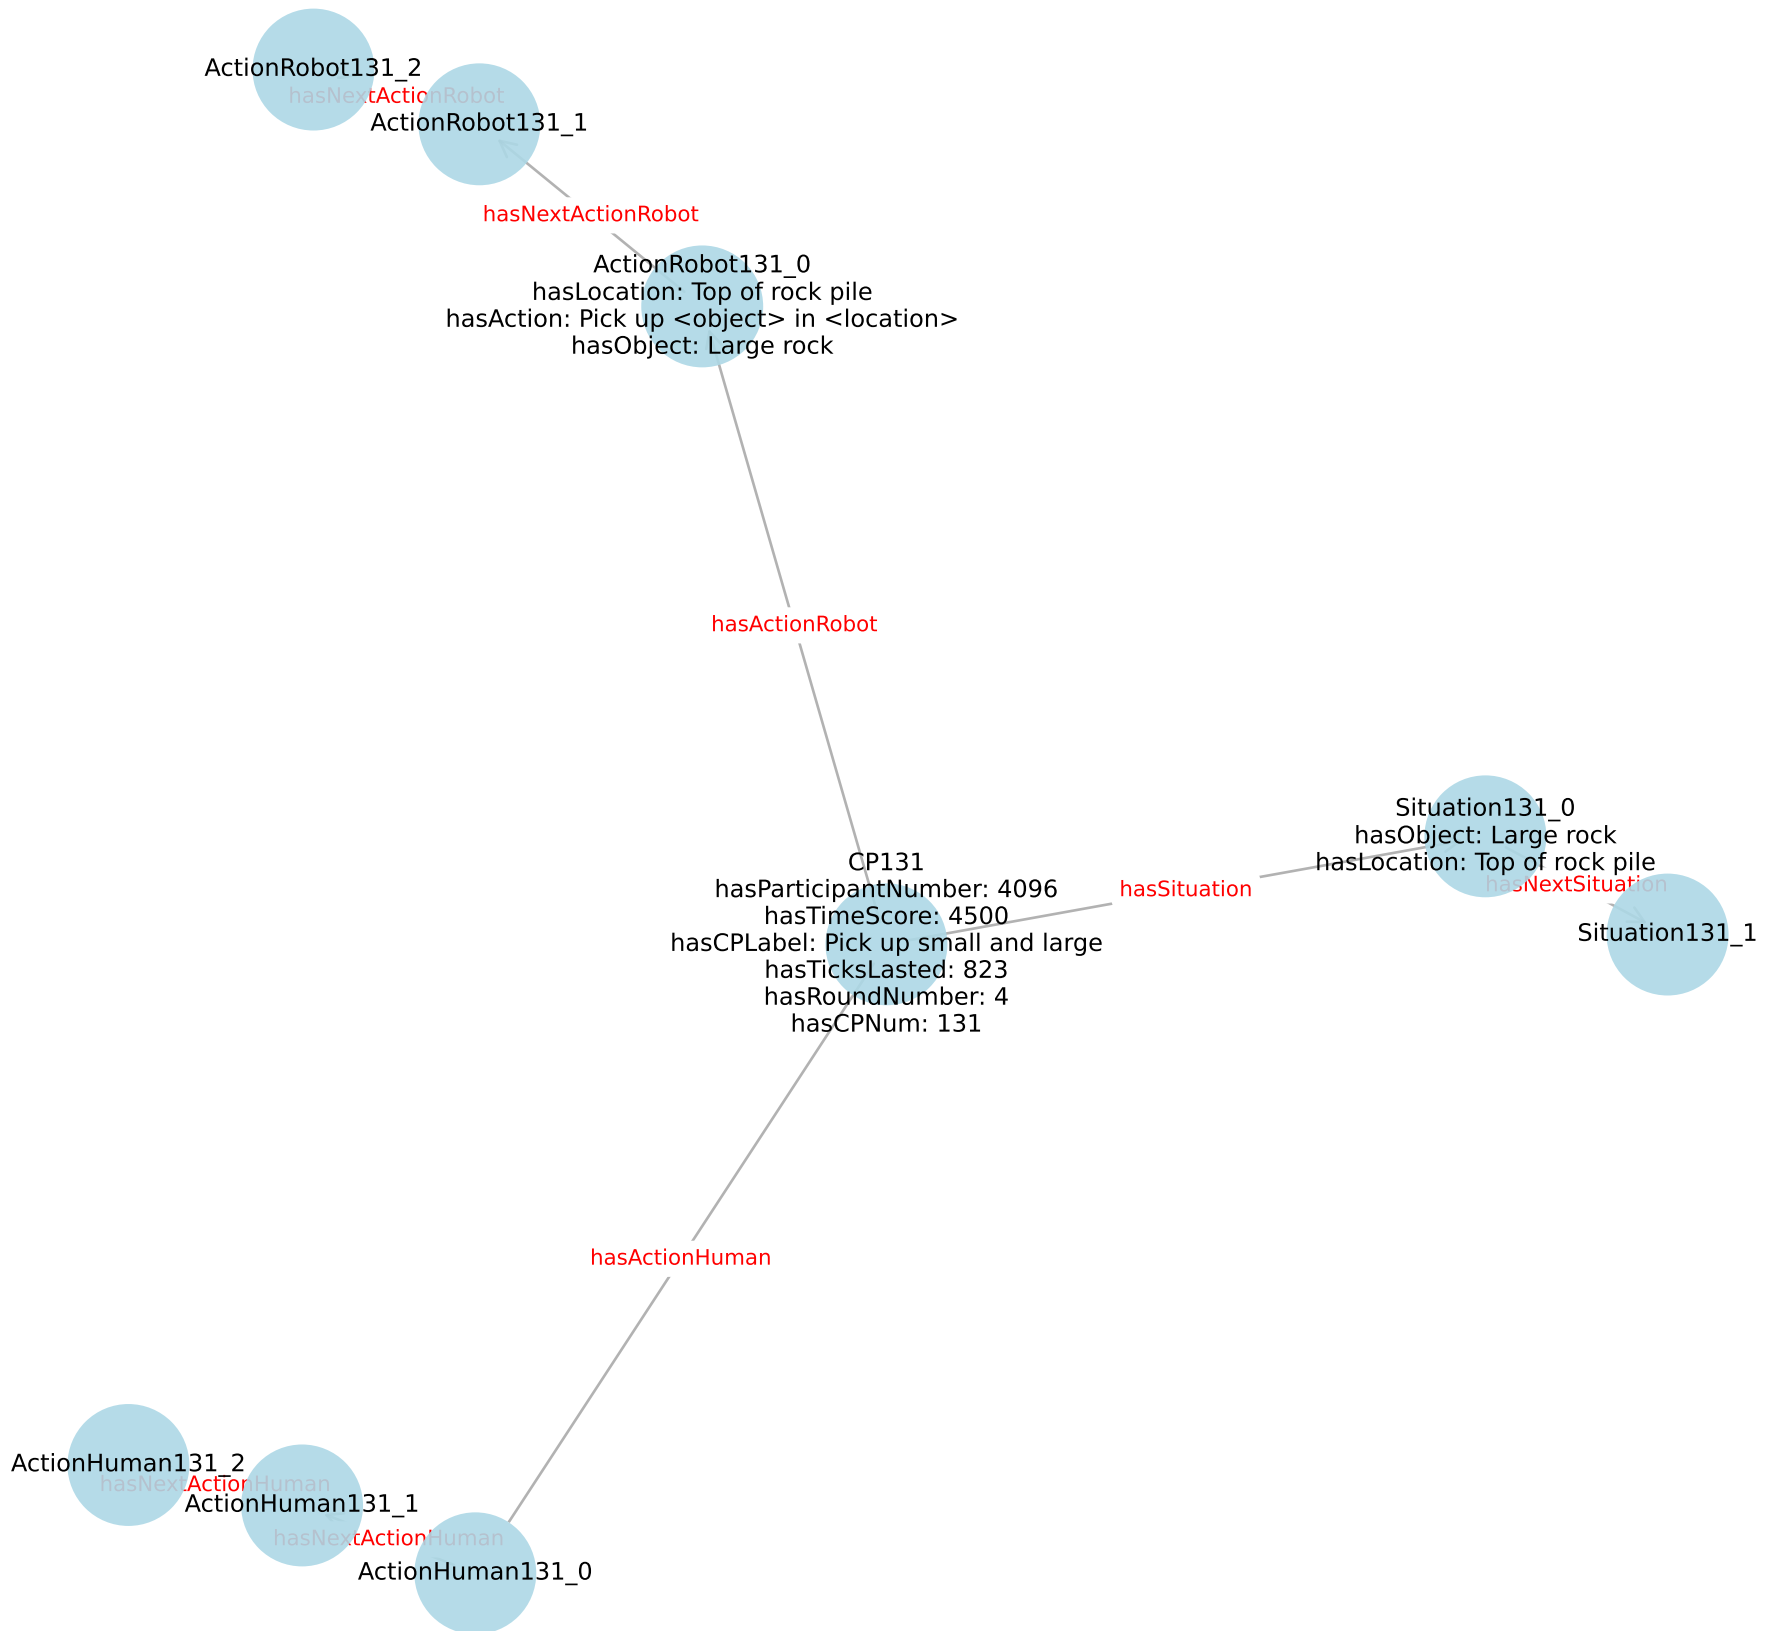 ActionRobot131_2
hasNextActionRobot
ActionRobot131_1
hasNextActionRobot
ActionRobot131_0
hasLocation: Top of rock pile
hasAction: Pick up <object> in <location>
hasObject: Large rock
hasActionRobot
Situation131_0
hasObject: Large rock
hasLocation: Top of rock pile
hasNextSituation
Situation131_1
hasSituation
CP131
hasParticipantNumber: 4096
hasTimeScore: 4500
hasCPLabel: Pick up small and large
hasTicksLasted: 823
hasRoundNumber: 4
hasCPNum: 131
hasActionHuman
ActionHuman131_2
hasNextActionHuman
ActionHuman131_1
hasNextActionHuman
ActionHuman131_0